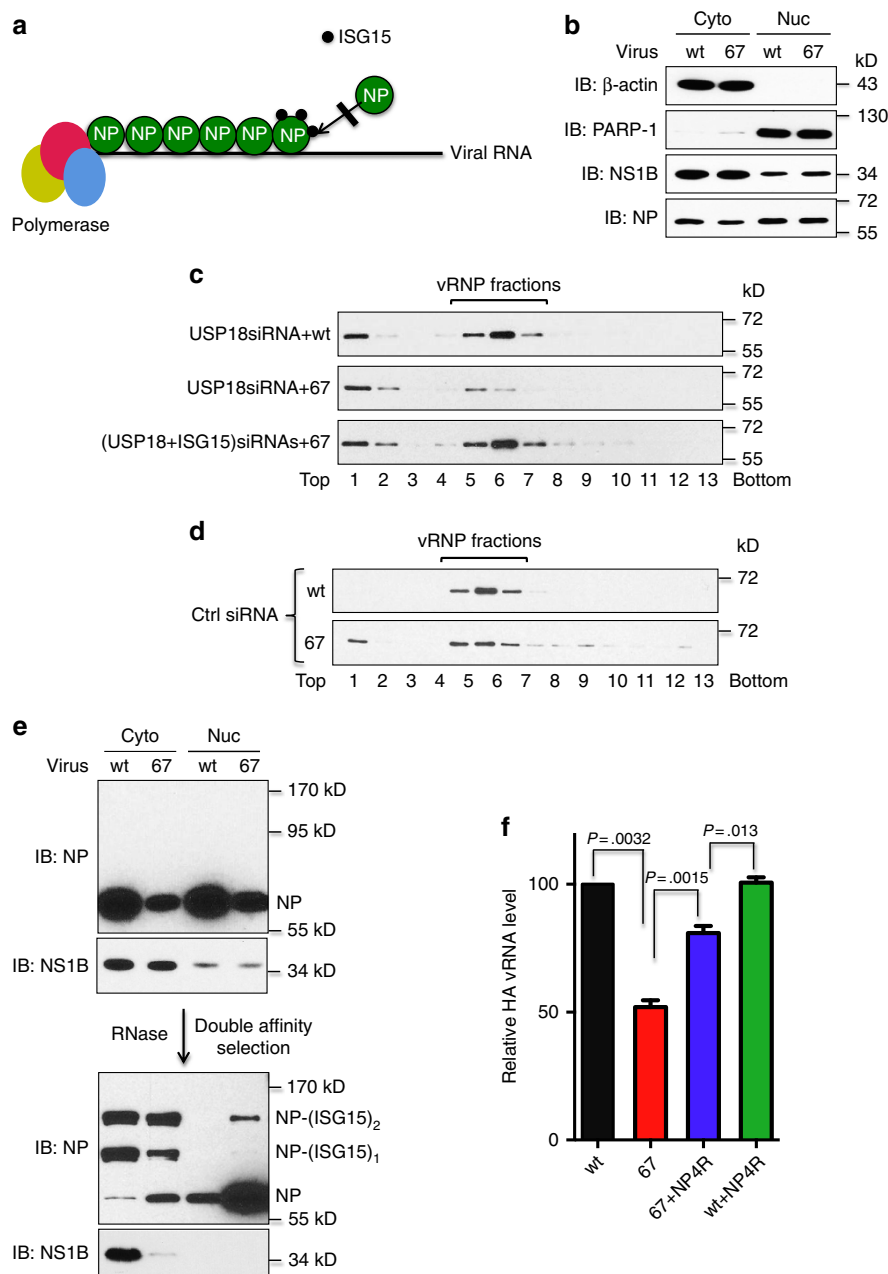 a
ISG15
NP
NP NP NP NP NP NP
Viral RNA
Polymerase
b
Cyto Nuc
Virus wt 67 wt 67 kD
IB: β-actin 43
130
IB: PARP-1
IB: NS1B 34
72
IB: NP
55
c
vRNP fractions kD
72
USP18siRNA+wt
55
72
USP18siRNA+67
55
72
(USP18+ISG15)siRNAs+67
55
Top 1 2 3 4 5 6 7 8 9 10 11 12 13 Bottom
d
vRNP fractions kD
wt 72
Ctrl siRNA
67 72
Top 1 2 3 4 5 6 7 8 9 10 11 12 13 Bottom
e
Cyto Nuc
Virus wt 67 wt 67
170 kD
95 kD
IB: NP
NP
55 kD
IB: NS1B 34 kD
RNase Double affinity
selection
170 kD
NP-(ISG15)2
IB: NP NP-(ISG15)1
NP
55 kD
IB: NS1B 34 kD
f
P = .0032 P = .013
P = .0015
Relative HA vRNA level
100
50
0
wt 67 67+NP4R wt+NP4R